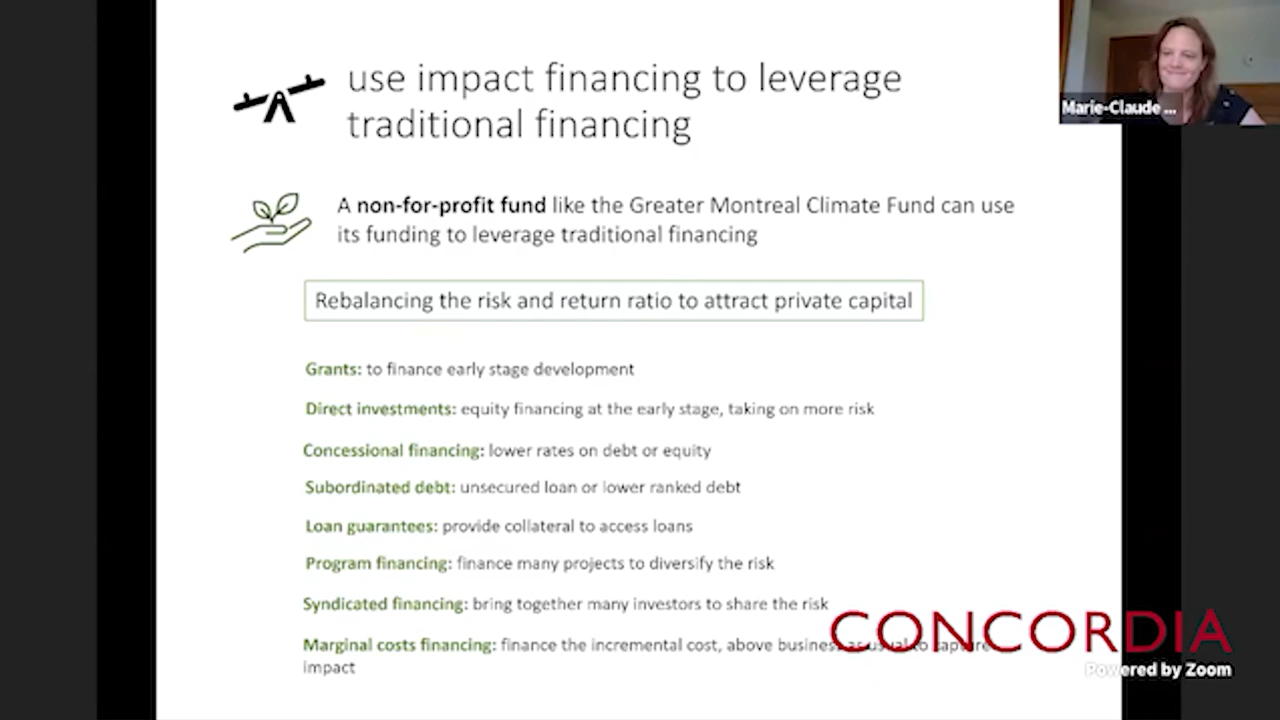 use impact financing to leverage
traditional financing
Marie-Claude ...
A non-for-profit fund like the Greater Montreal Climate Fund can use
its funding to leverage traditional financing
Rebalancing the risk and return ratio to attract private capital
Grants: to finance early stage development
Direct investments: equity financing at the early stage, taking on more risk
Concessional financing: lower rates on debt or equity
Subordinated debt: unsecured loan or lower ranked debt
Loan guarantees: provide collateral to access loans
Program financing: finance many projects to diversify the risk
Syndicated financing: bring together many investors to share the risk
Marginal costs financing: finance the incremental cost, above business as usual to capture
impact
CONCORDIA
Powered by Zoom